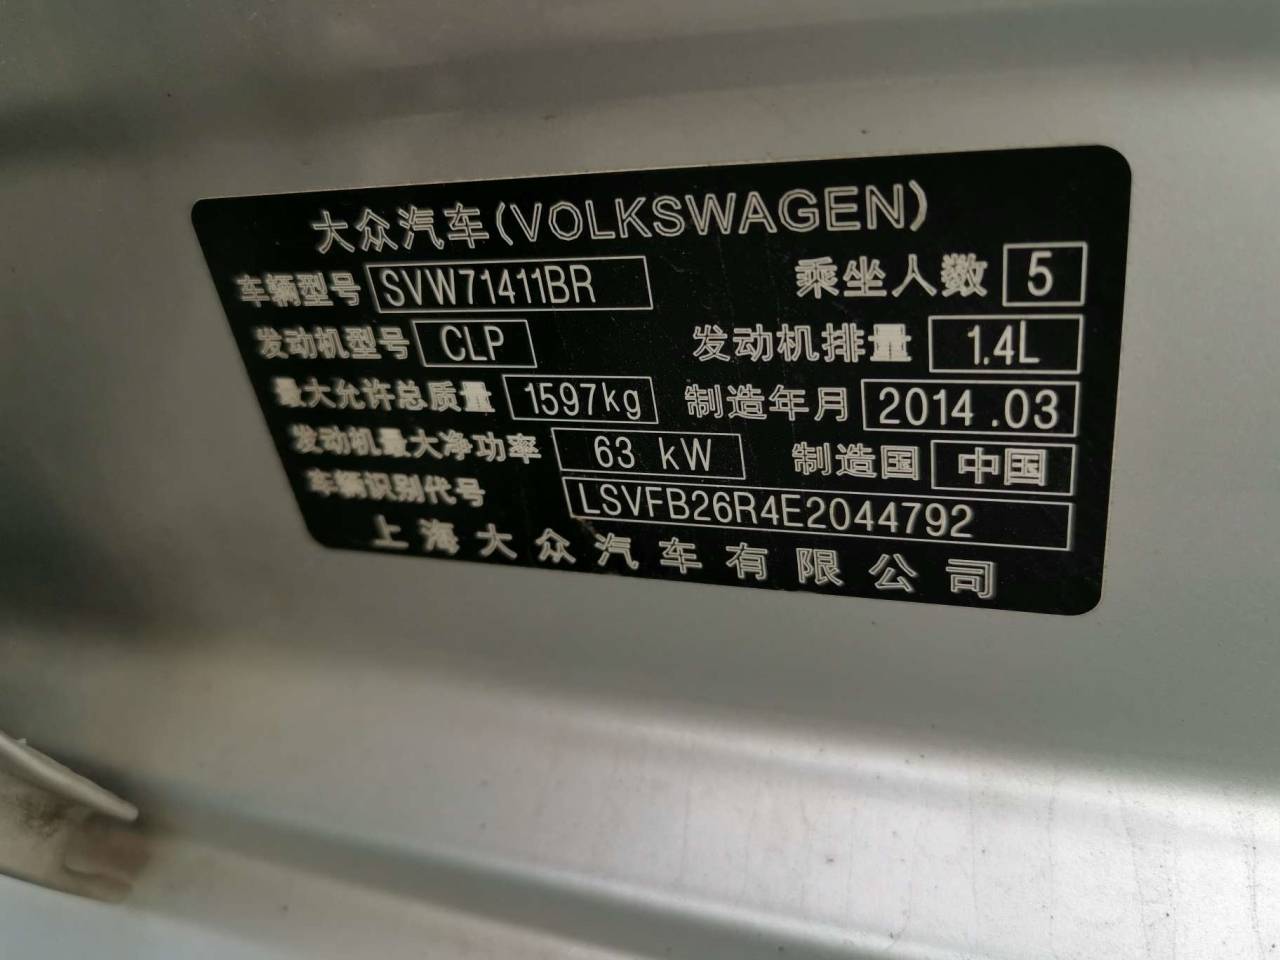 大众汽车(VOLKSWAGEN)
车辆型号 SVW71411BR 乘坐人数 5
发动机型号 CLP 发动机排量 1.4L
最大允许总质量 1597kg 制造年月 2014.03
发动机最大净功率 63 kW 制造国 中国
车辆识别代号 LSVFB26R4E2044792
上海大众汽车有限公司